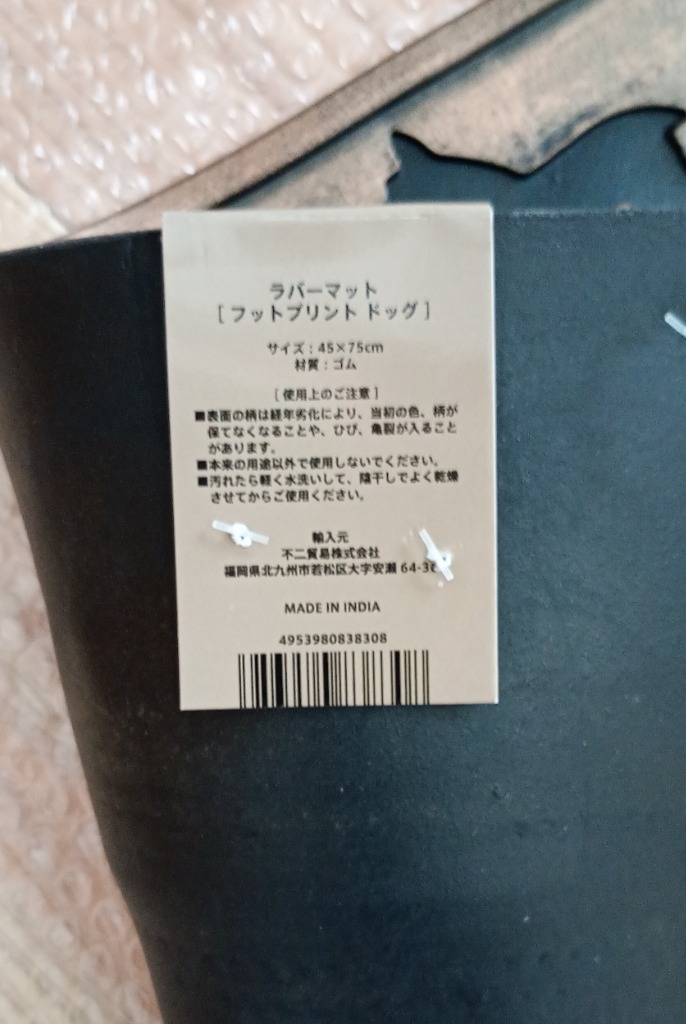 ラバーマット
[ フットプリント ドッグ ]
サイズ : 45×75cm
材質 : ゴム
[ 使用上のご注意 ]
■表面の柄は経年劣化により、当初の色、柄が
保てなくなることや、ひび、亀裂が入ること
があります。
■本来の用途以外で使用しないでください。
■汚れたら軽く水洗いして、陰干しでよく乾燥
させてからご使用ください。
輸入元
不二貿易株式会社
福岡県北九州市若松区大字安瀬
MADE IN INDIA
4953980838308